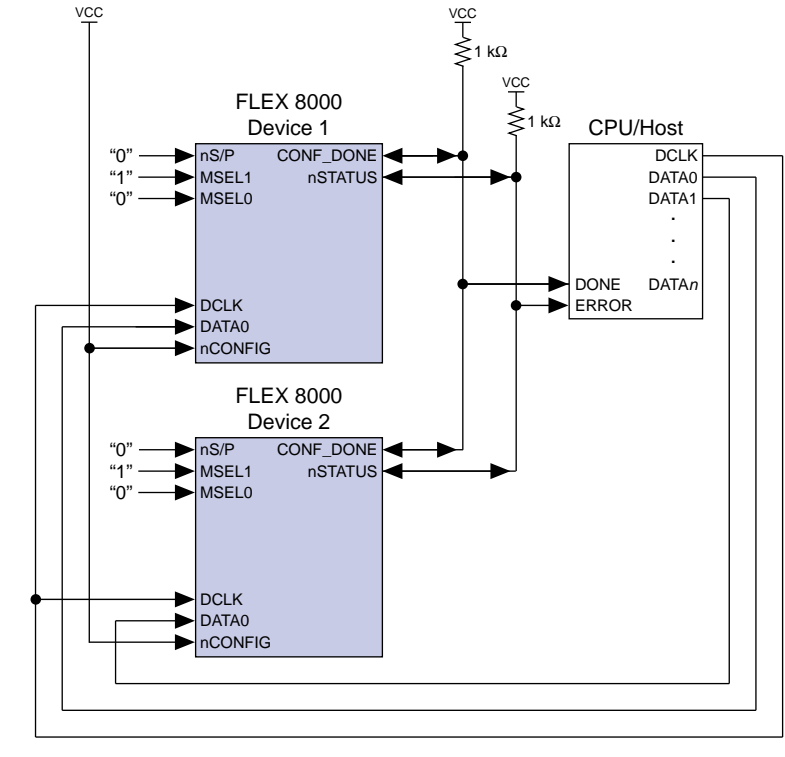 VCC
VCC
1 kΩ
VCC
1 kΩ
FLEX 8000
Device 1
CPU/Host
“0”
nS/P
CONF_DONE
“1”
MSEL1
nSTATUS
“0”
MSEL0
DCLK
DATA0
nCONFIG
DCLK
DATA0
DATA1
.
.
.
DONE
DATAn
ERROR
FLEX 8000
Device 2
“0”
nS/P
CONF_DONE
“1”
MSEL1
nSTATUS
“0”
MSEL0
DCLK
DATA0
nCONFIG